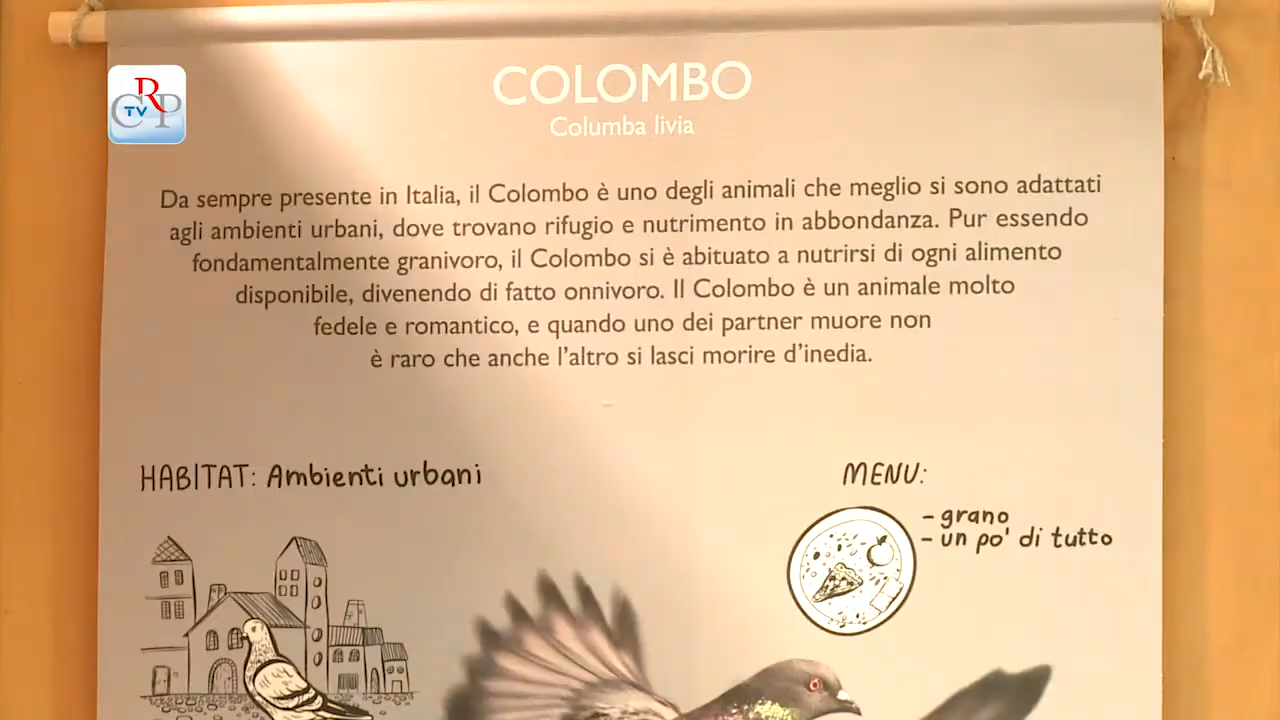 CRP
TV
COLOMBO
Columba livia
Da sempre presente in Italia, il Colombo è uno degli animali che meglio si sono adattati
agli ambienti urbani, dove trovano rifugio e nutrimento in abbondanza. Pur essendo
fondamentalmente granivoro, il Colombo si è abituato a nutrirsi di ogni alimento
disponibile, divenendo di fatto onnivoro. Il Colombo è un animale molto
fedele e romantico, e quando uno dei partner muore non
è raro che anche l'altro si lasci morire d'inedia.
HABITAT: Ambienti urbani
MENU:
- grano
- un po' di tutto